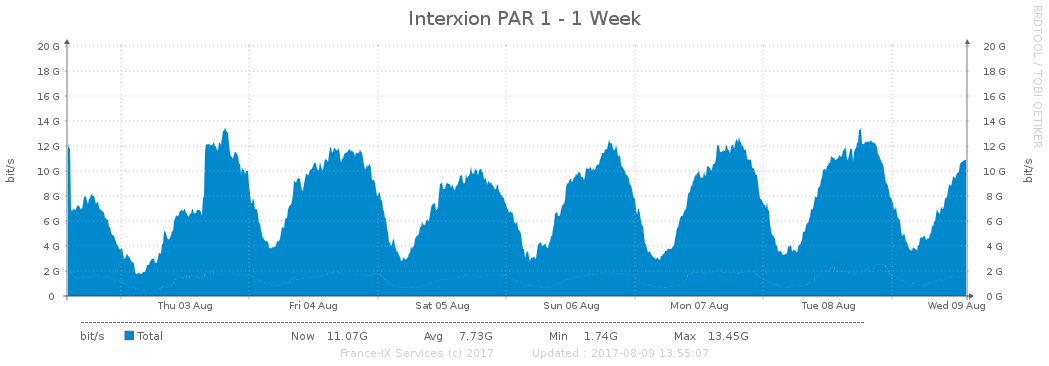 Interxion PAR 1 - 1 Week
RRDTOOL / TOBI OETIKER
bit/s
bit/s
20 G 20 G
18 G 18 G
16 G 16 G
14 G 14 G
12 G 12 G
10 G 10 G
8 G 8 G
6 G 6 G
4 G 4 G
2 G 2 G
0 0 G
Thu 03 Aug Fri 04 Aug Sat 05 Aug Sun 06 Aug Mon 07 Aug Tue 08 Aug Wed 09 Aug
bit/s Total Now 11.07G Avg 7.73G Min 1.74G Max 13.45G
France-IX Services (c) 2017 Updated : 2017-08-09 13:55:07